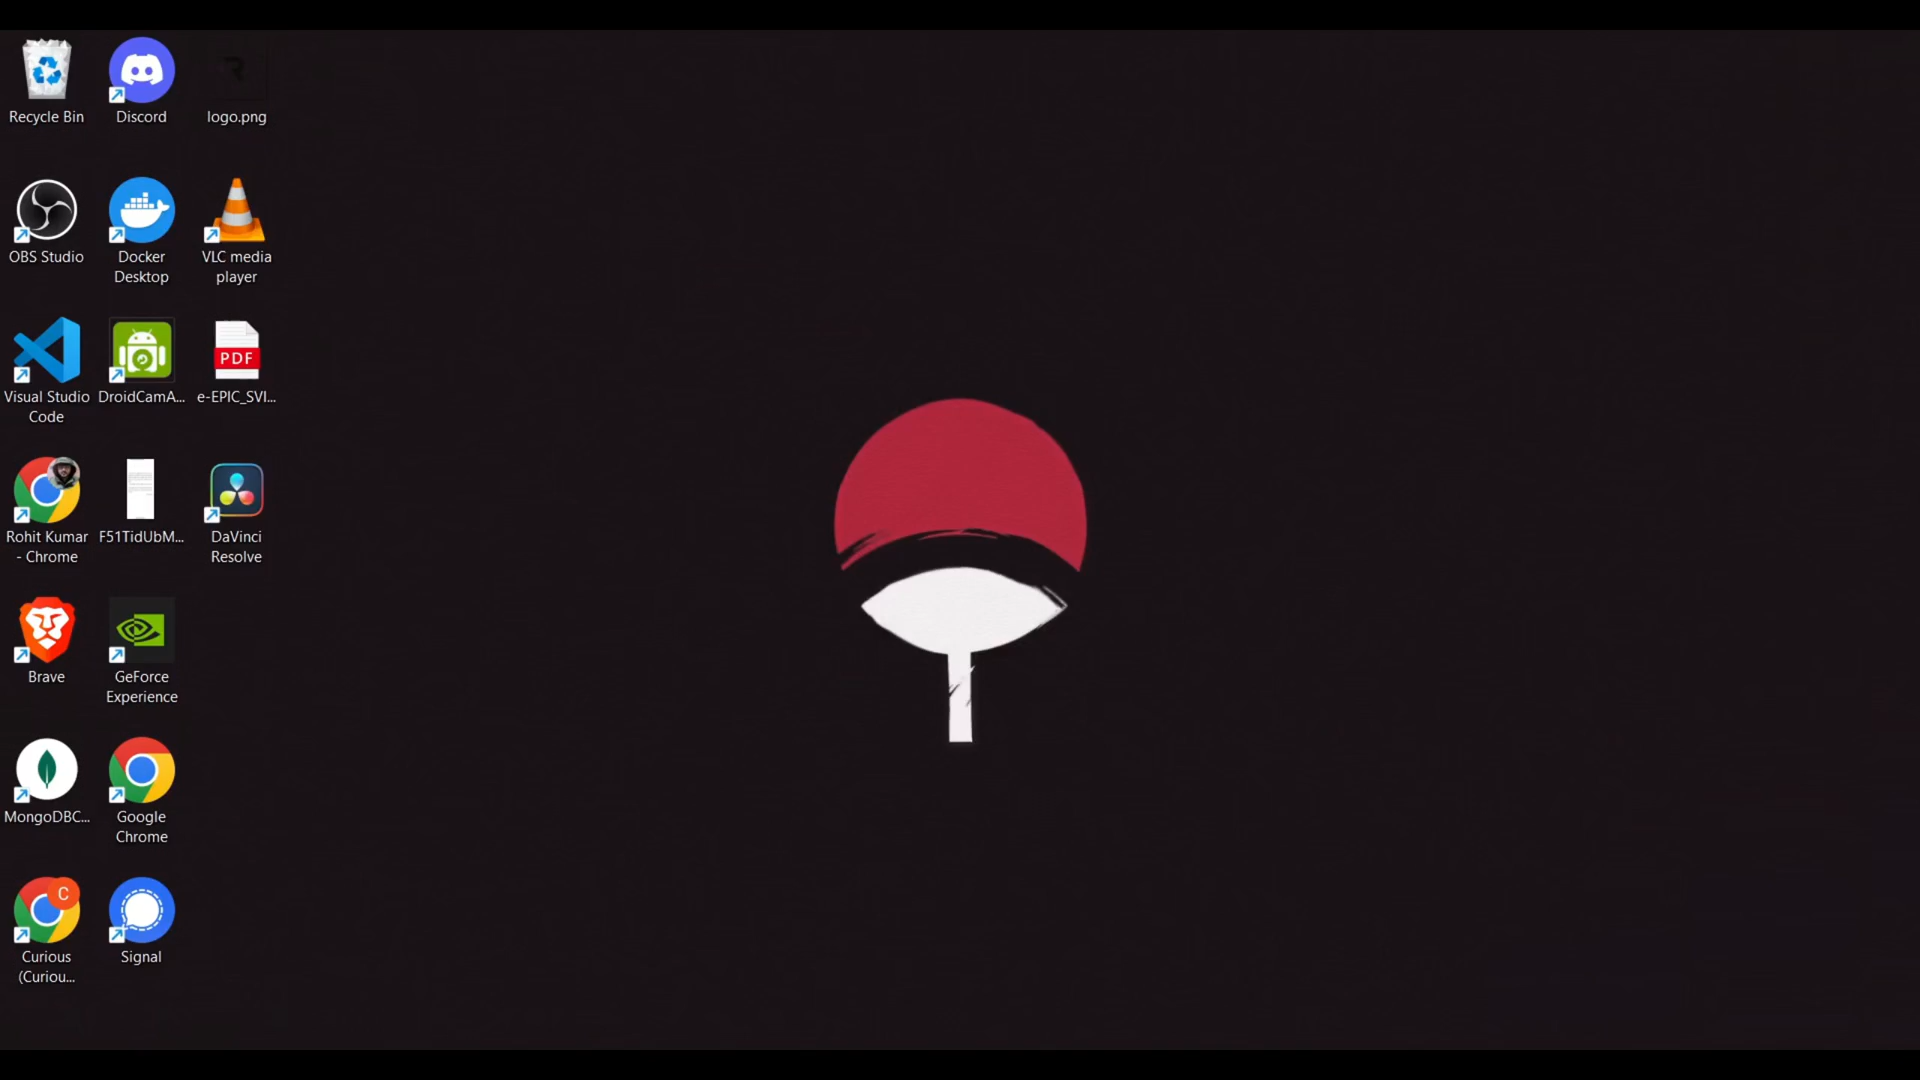 Recycle Bin
Discord
logo.png
OBS Studio
Docker
Desktop
VLC media
player
PDF
Visual Studio
Code
DroidCamA...
e-EPIC_SVI...
Rohit Kumar
- Chrome
F51TidUbM...
DaVinci
Resolve
Brave
GeForce
Experience
MongoDBC...
Google
Chrome
C
Curious
(Curiou...
Signal